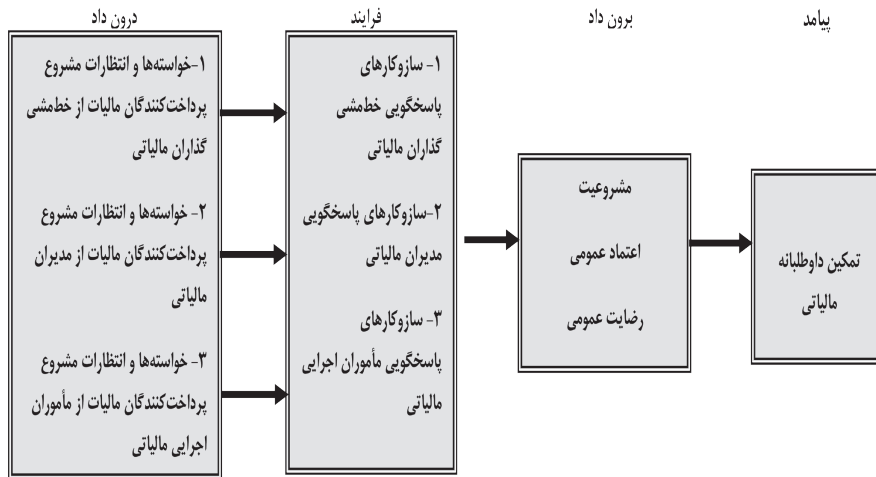 درون داد
۱-خواسته‌ها و انتظارات مشروع
پرداخت‌کنندگان مالیات از خط‌مشی
گذاران مالیاتی
۲- خواسته‌ها و انتظارات مشروع
پرداخت‌کنندگان مالیات از مدیران
مالیاتی
۳- خواسته‌ها و انتظارات مشروع
پرداخت‌کنندگان مالیات از مأموران
اجرایی مالیاتی
فرایند
۱- سازوکارهای
پاسخگویی خط‌مشی
گذاران مالیاتی
۲-سازوکارهای پاسخگویی
مدیران مالیاتی
۳- سازوکارهای
پاسخگویی مأموران اجرایی
مالیاتی
برون داد
مشروعیت
اعتماد عمومی
رضایت عمومی
پیامد
تمکین داوطلبانه
مالیاتی